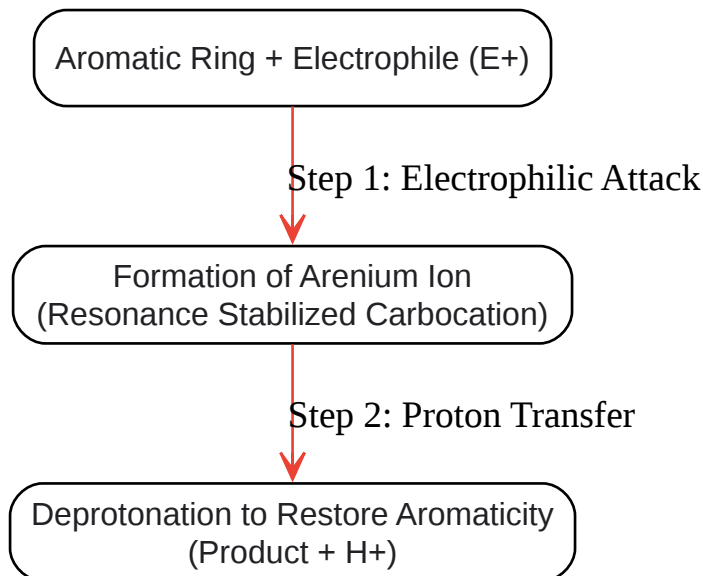 Aromatic Ring + Electrophile (E+)
Step 1: Electrophilic Attack
Formation of Arenium Ion
(Resonance Stabilized Carbocation)
Step 2: Proton Transfer
Deprotonation to Restore Aromaticity
(Product + H+)